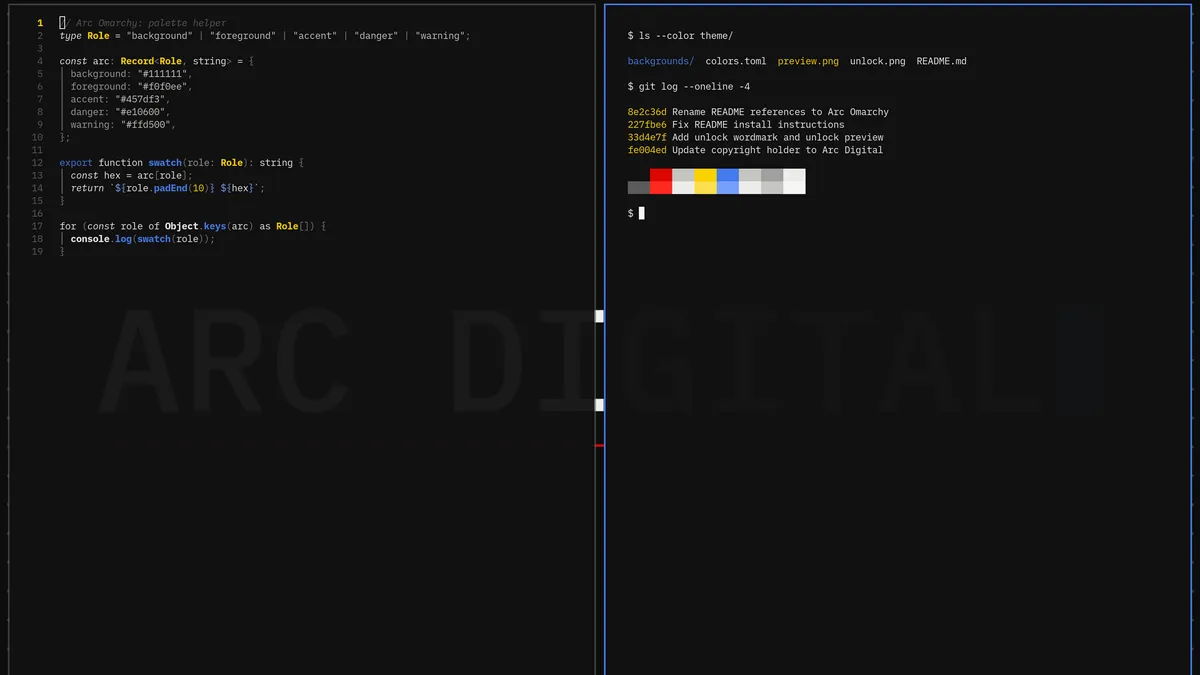 1 // Arc Omarchy: palette helper
2 type Role = "background" | "foreground" | "accent" | "danger" | "warning";
3
4 const arc: Record<Role, string> = {
5 background: "#111111",
6 foreground: "#f0f0ee",
7 accent: "#457df3",
8 danger: "#e10600",
9 warning: "#ffd500",
10 };
11
12 export function swatch(role: Role): string {
13 const hex = arc[role];
14 return `${role.padEnd(10)} ${hex}`;
15 }
16
17 for (const role of Object.keys(arc) as Role[]) {
18 console.log(swatch(role));
19 }
$ ls --color theme/
backgrounds/ colors.toml preview.png unlock.png README.md
$ git log --oneline -4
8e2c36d Rename README references to Arc Omarchy
227fbe6 Fix README install instructions
33d4e7f Add unlock wordmark and unlock preview
fe004ed Update copyright holder to Arc Digital
$
ARC DIGITAL